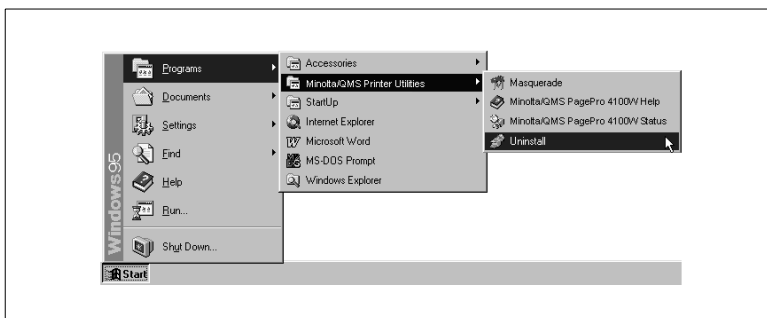 Windows95
Programs
Documents
Settings
Find
Help
Run...
Shut Down...
Start
Accessories
Minolta/QMS Printer Utilities
StartUp
Internet Explorer
Microsoft Word
MS-DOS Prompt
Windows Explorer
Masquerade
Minolta/QMS PagePro 4100W Help
Minolta/QMS PagePro 4100W Status
Uninstall